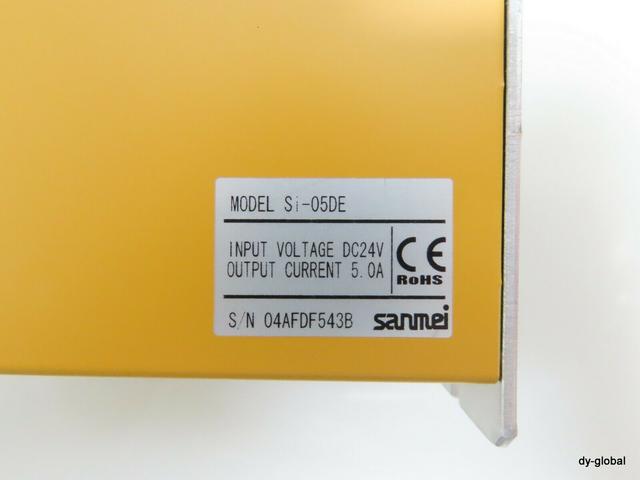 MODEL Si-05DE
INPUT VOLTAGE DC24V
OUTPUT CURRENT 5.0A
CE
RoHS
S/N 04AFDF543B
sanmei
dy-global